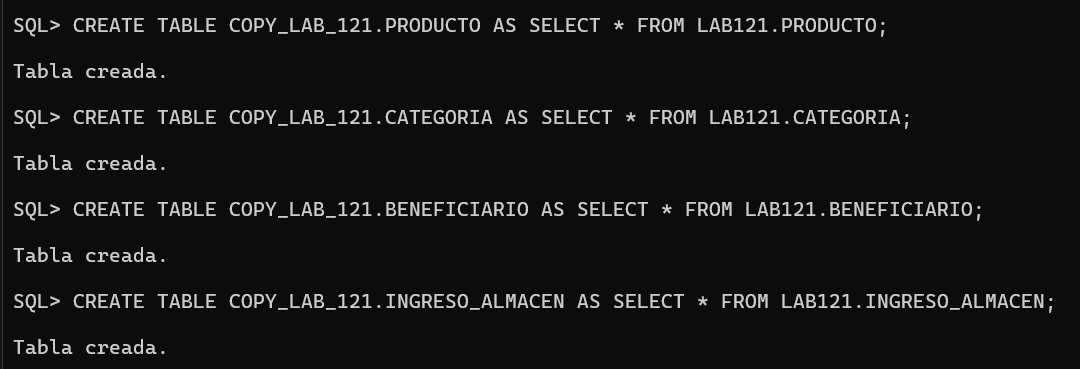 SQL> CREATE TABLE COPY_LAB_121.PRODUCTO AS SELECT * FROM LAB121.PRODUCTO;
Tabla creada.
SQL> CREATE TABLE COPY_LAB_121.CATEGORIA AS SELECT * FROM LAB121.CATEGORIA;
Tabla creada.
SQL> CREATE TABLE COPY_LAB_121.BENEFICIARIO AS SELECT * FROM LAB121.BENEFICIARIO;
Tabla creada.
SQL> CREATE TABLE COPY_LAB_121.INGRESO_ALMACEN AS SELECT * FROM LAB121.INGRESO_ALMACEN;
Tabla creada.